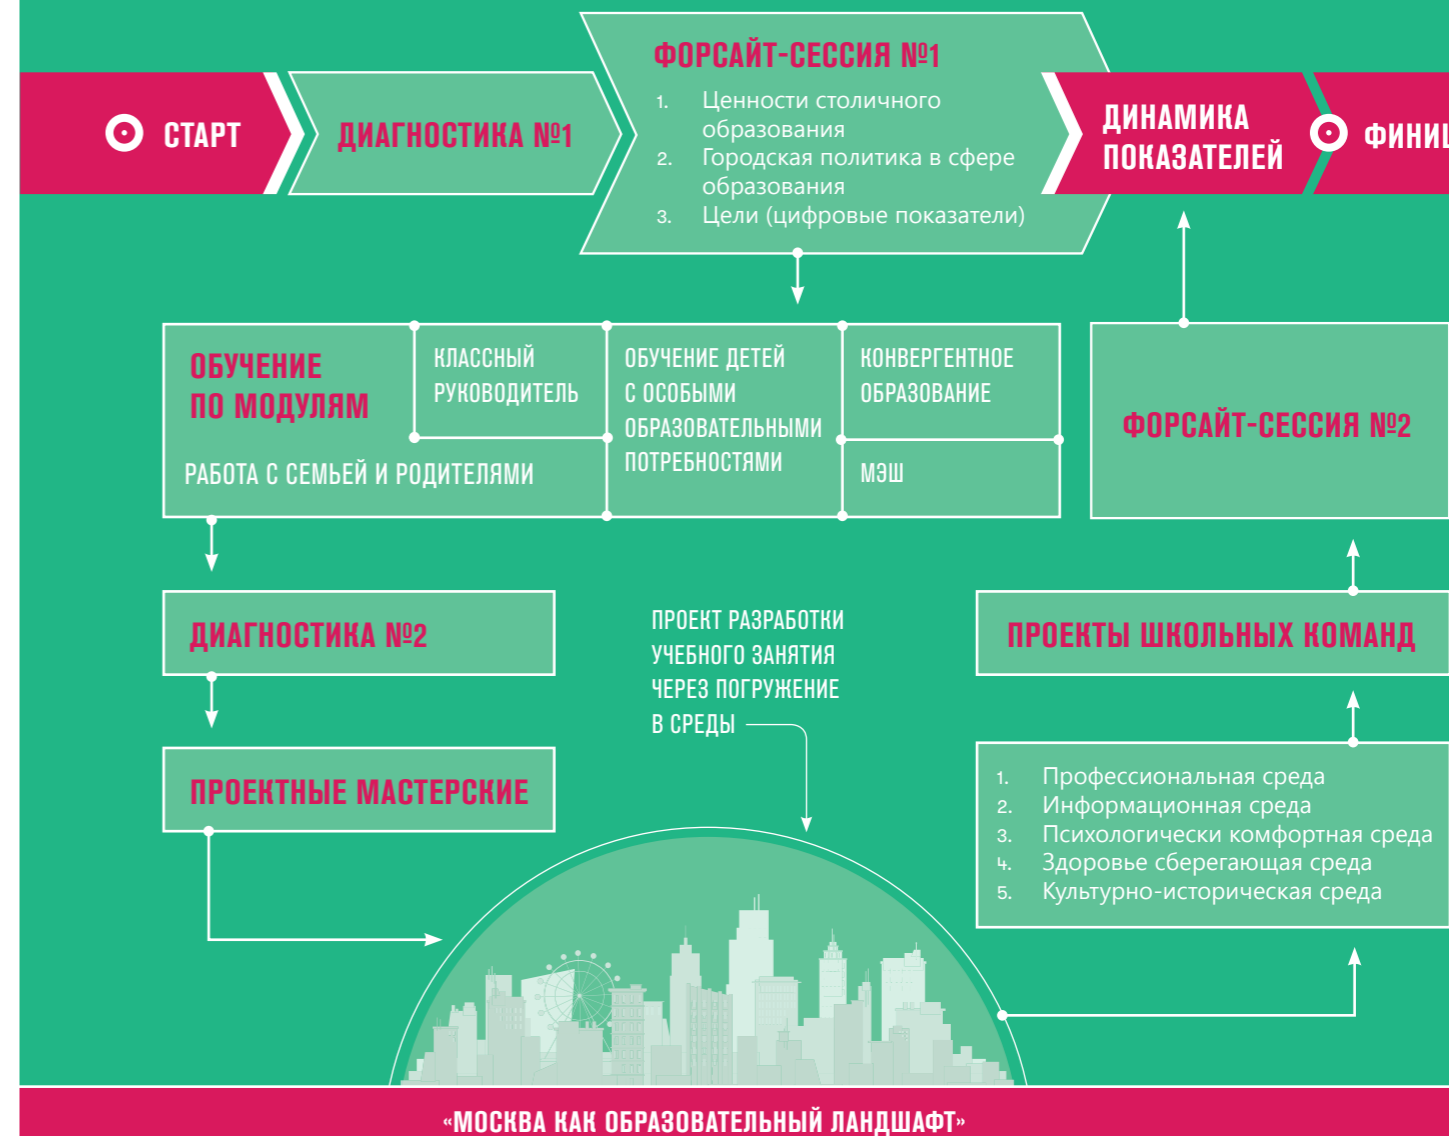 СТАРТ
ДИАГНОСТИКА №1
ФОРСАЙТ-СЕССИЯ №1
1. Ценности столичного
образования
2. Городская политика в сфере
образования
3. Цели (цифровые показатели)
ДИНАМИКА
ПОКАЗАТЕЛЕЙ
ОБУЧЕНИЕ
ПО МОДУЛЯМ
КЛАССНЫЙ
РУКОВОДИТЕЛЬ
РАБОТА С СЕМЬЕЙ И РОДИТЕЛЯМИ
ОБУЧЕНИЕ ДЕТЕЙ
С ОСОБЫМИ
ОБРАЗОВАТЕЛЬНЫМИ
ПОТРЕБНОСТЯМИ
КОНВЕРГЕНТНОЕ
ОБРАЗОВАНИЕ
МЭШ
ФОРСАЙТ-СЕССИЯ №2
ДИАГНОСТИКА №2
ПРОЕКТНЫЕ МАСТЕРСКИЕ
ПРОЕКТ РАЗРАБОТКИ
УЧЕБНОГО ЗАНЯТИЯ
ЧЕРЕЗ ПОГРУЖЕНИЕ
В СРЕДЫ
ПРОЕКТЫ ШКОЛЬНЫХ КОМАНД
1. Профессиональная среда
2. Информационная среда
3. Психологически комфортная среда
4. Здоровье сберегающая среда
5. Культурно-историческая среда
«МОСКВА КАК ОБРАЗОВАТЕЛЬНЫЙ ЛАНДШАФТ»